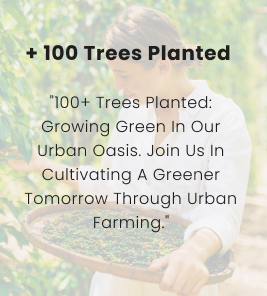 + 100 Trees Planted
"100+ Trees Planted:
Growing Green In Our
Urban Oasis. Join Us In
Cultivating A Greener
Tomorrow Through Urban
Farming."